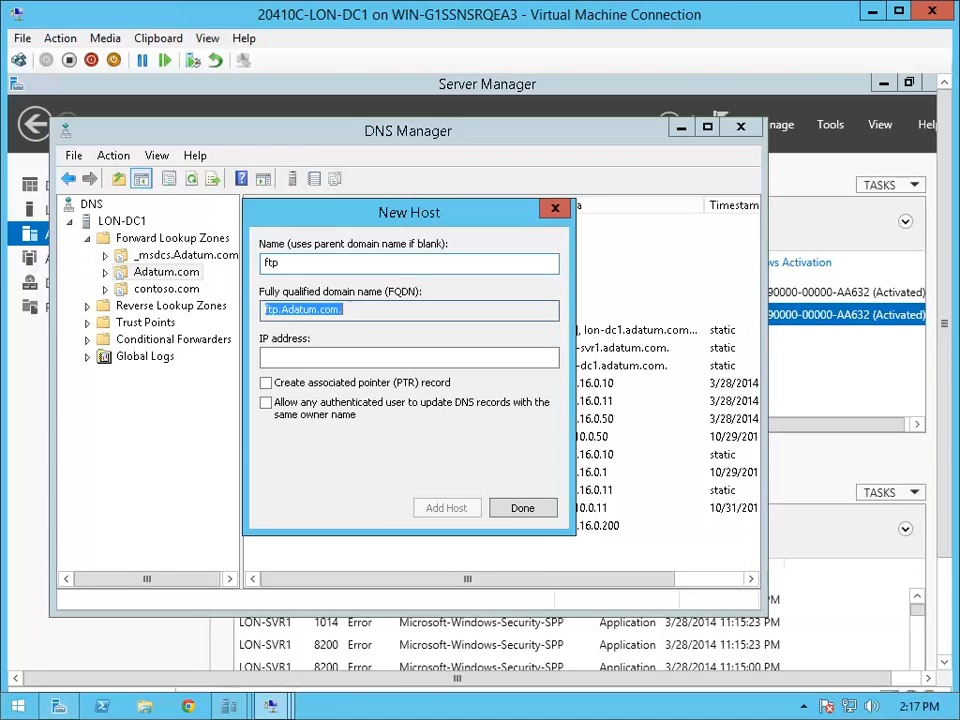 20410C-LON-DC1 on WIN-G1SSNSRQEA3 - Virtual Machine Connection
File Action Media Clipboard View Help
Server Manager
DNS Manager
nage Tools View Help
File Action View Help
TASKS
DNS
LON-DC1
Forward Lookup Zones
_msdcs.Adatum.com
Adatum.com
contoso.com
Reverse Lookup Zones
Trust Points
Conditional Forwarders
Global Logs
New Host
Name (uses parent domain name if blank):
ftp
Fully qualified domain name (FQDN):
ftp.Adatum.com.
IP address:
Create associated pointer (PTR) record
Allow any authenticated user to update DNS records with the
same owner name
Add Host Done
a Timestam
], lon-dc1.adatum.com... static
-svr1.adatum.com. static
-dc1.adatum.com. static
.16.0.10 3/28/2014
.16.0.11 3/28/2014
.16.0.50 3/28/2014
10.0.50 10/29/201
.16.0.10 static
.16.0.1 10/29/201
.16.0.11 static
10.0.11 10/31/201
.16.0.200
ws Activation
90000-00000-AA632 (Activated)
90000-00000-AA632 (Activated)
TASKS
PM
LON-SVR1 1014 Error Microsoft-Windows-Security-SPP Application 3/28/2014 11:15:23 PM
LON-SVR1 8200 Error Microsoft-Windows-Security-SPP Application 3/28/2014 11:15:23 PM
LON-SVR1 8200 Error Microsoft-Windows-Security-SPP Application 3/28/2014 11:15:00 PM
2:17 PM